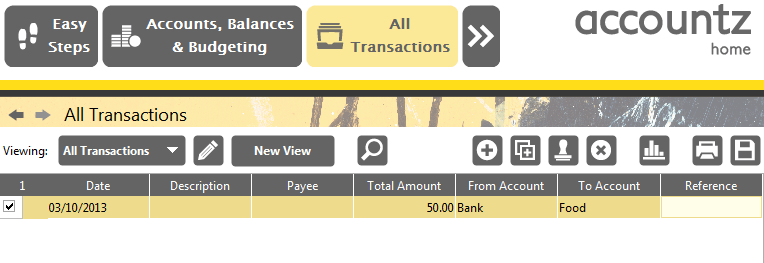 Easy
Steps
Accounts, Balances
& Budgeting
All
Transactions
accountz
home
All Transactions
Viewing: All Transactions New View
1 Date Description Payee Total Amount From Account To Account Reference
03/10/2013 50.00 Bank Food